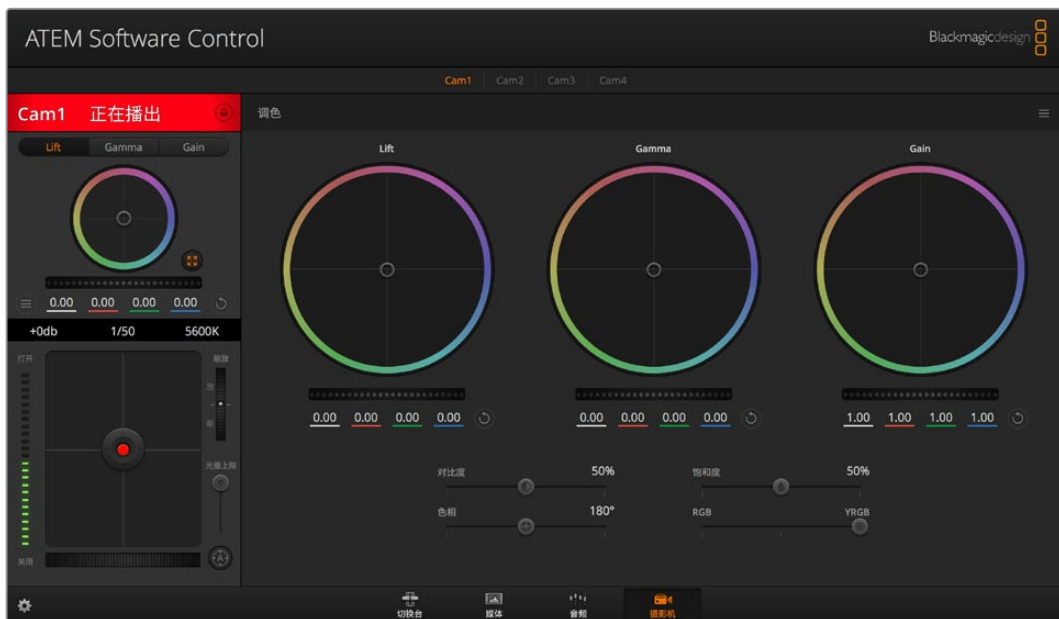 ATEM Software Control
Blackmagicdesign
Cam1 Cam2 Cam3 Cam4
Cam1 正在播出
调色
Lift Gamma Gain
Lift Gamma Gain
0.00 0.00 0.00 0.00
+0db 1/50 5600K
打开 缩放
关闭
光圈上限
A
0.00 0.00 0.00 0.00
0.00 0.00 0.00 0.00
1.00 1.00 1.00 1.00
对比度 50%
饱和度 50%
色相 180°
RGB YRGB
切换台 媒体 音频 摄影机